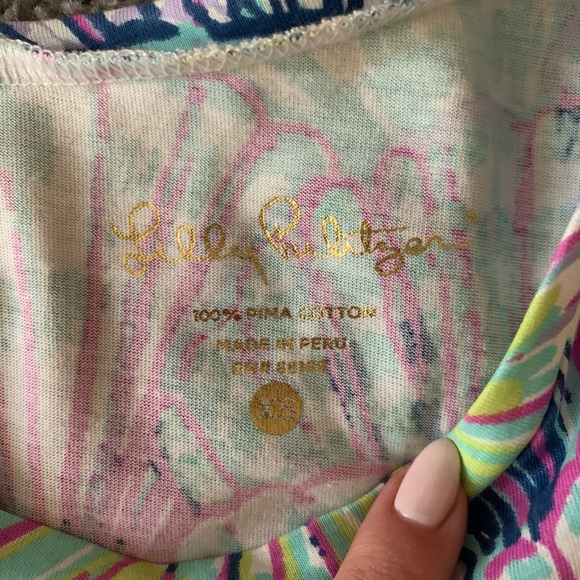 Lilly Pulitzer
100% PIMA COTTON
MADE IN PERU
XS